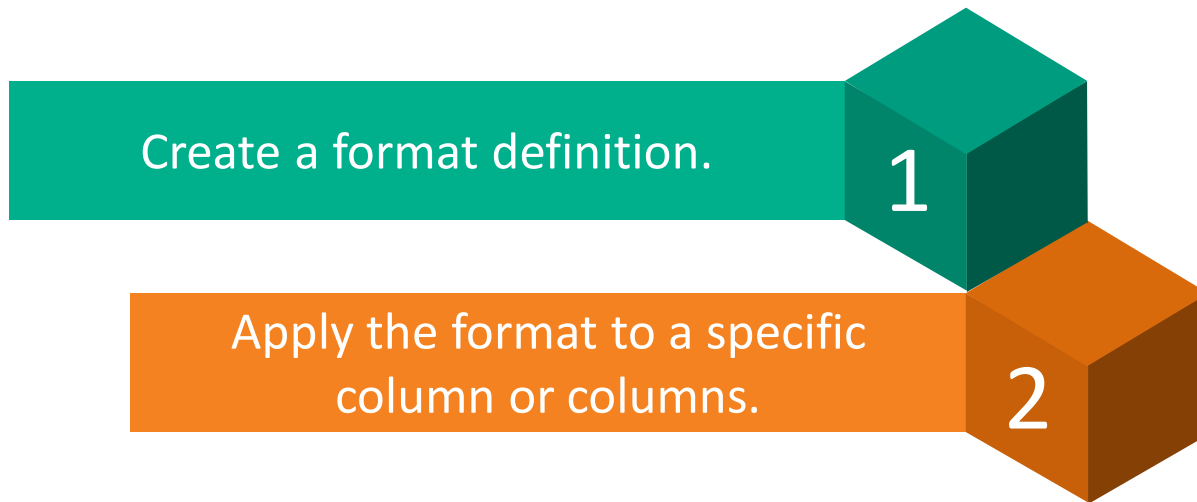 Create a format definition.
1
Apply the format to a specific
column or columns.
2